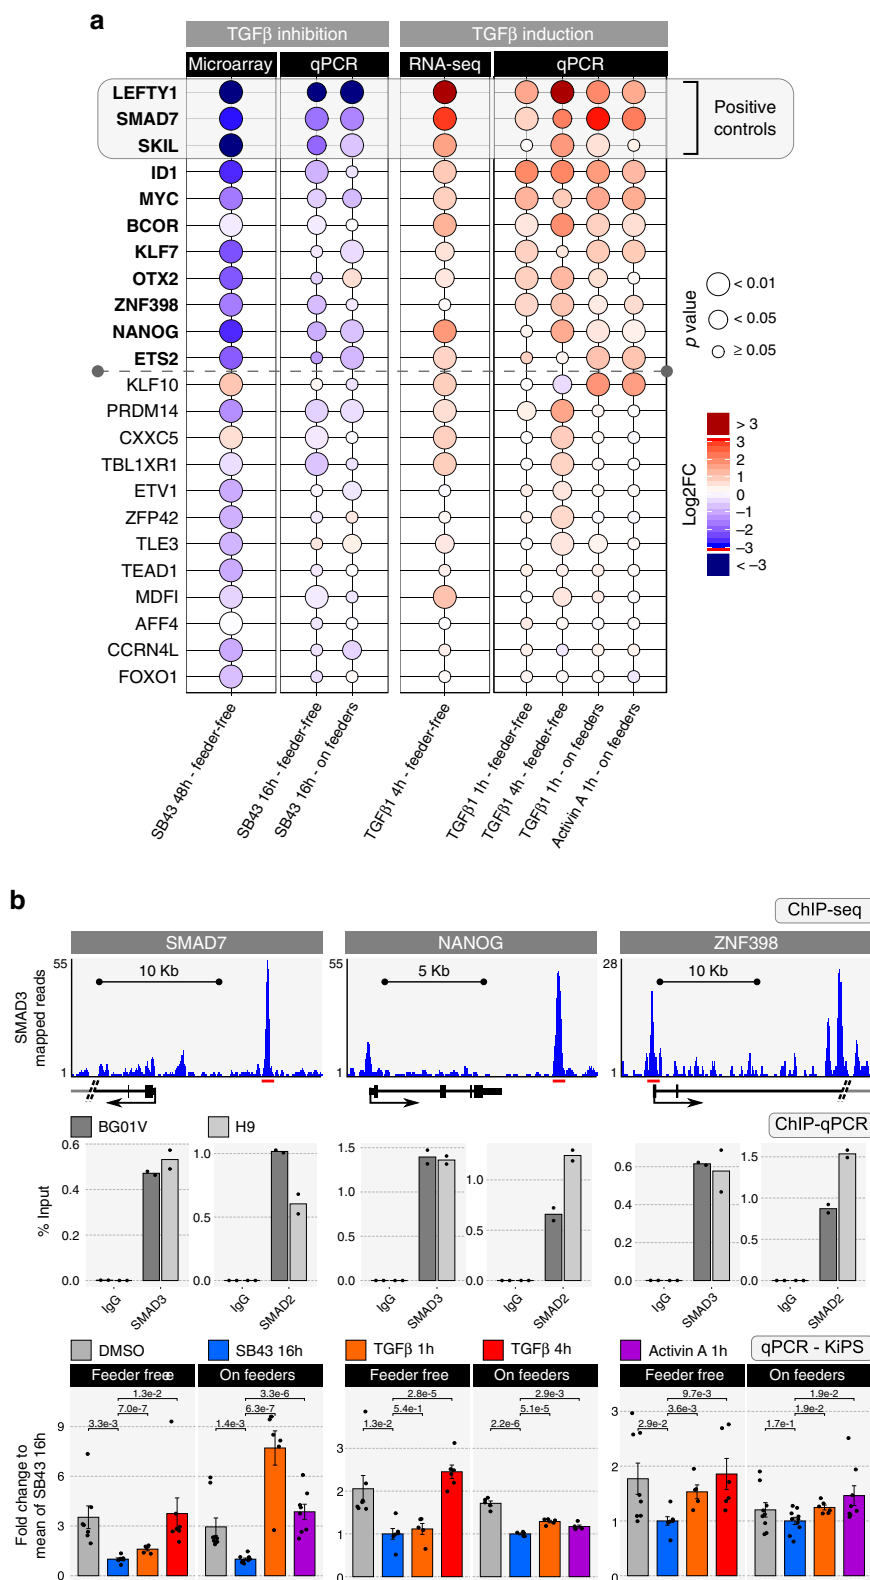 a
TGFβ inhibition
TGFβ induction
Microarray
qPCR
RNA-seq
qPCR
LEFTY1
SMAD7
SKIL
Positive
controls
ID1
MYC
BCOR
KLF7
OTX2
ZNF398
NANOG
ETS2
KLF10
PRDM14
CXXC5
TBL1XR1
ETV1
ZFP42
TLE3
TEAD1
MDFI
AFF4
CCRN4L
FOXO1
p value
< 0.01
< 0.05
≥ 0.05
Log2FC
> 3
3
2
1
0
−1
−2
−3
< −3
SB43 48h - feeder-free
SB43 16h - feeder-free
SB43 16h - on feeders
TGFβ1 4h - feeder-free
TGFβ1 1h - feeder-free
TGFβ1 4h - feeder-free
TGFβ1 1h - on feeders
Activin A 1h - on feeders
b
ChIP-seq
SMAD7
NANOG
ZNF398
SMAD3
mapped reads
55
10 Kb
1
55
5 Kb
1
28
10 Kb
1
ChIP-qPCR
BG01V
H9
% Input
0.6
0.4
0.2
0.0
IgG
SMAD3
1.0
0.5
0.0
IgG
SMAD2
1.5
1.0
0.5
0.0
IgG
SMAD3
1.0
0.5
0.0
IgG
SMAD2
0.6
0.4
0.2
0.0
IgG
SMAD3
1.5
1.0
0.5
0.0
IgG
SMAD2
DMSO
SB43 16h
TGFβ 1h
TGFβ 4h
Activin A 1h
qPCR - KiPS
Feeder free
On feeders
Feeder free
On feeders
Feeder free
On feeders
Fold change to
mean of SB43 16h
9
6
3
0
1.3e-2
7.0e-7
3.3e-3
3.3e-6
6.3e-7
1.4e-3
3
2
1
0
2.8e-5
5.4e-1
1.3e-2
2.9e-3
5.1e-5
2.2e-6
3
2
1
0
9.7e-3
3.6e-3
2.9e-2
1.9e-2
1.9e-2
1.7e-1